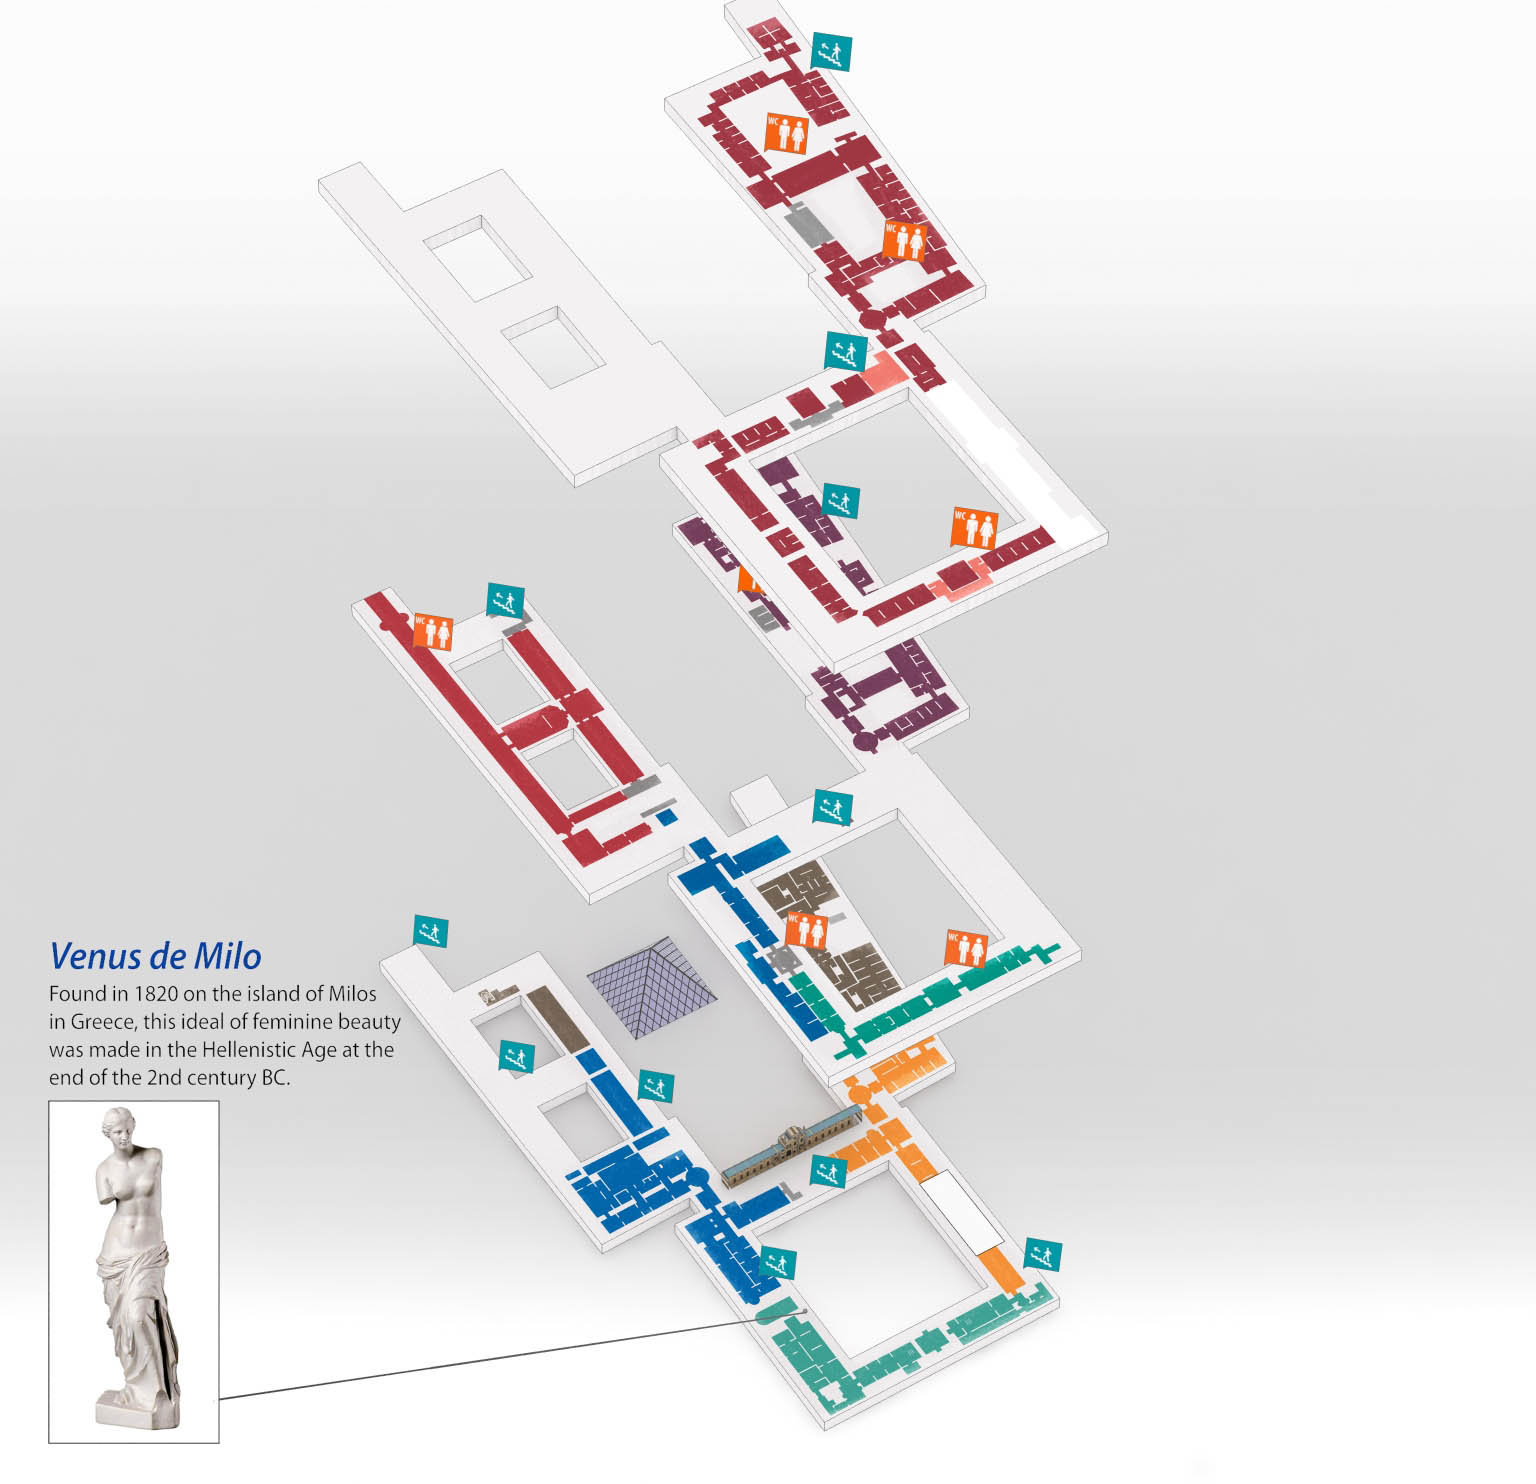 WC
WC
WC
WC
Venus de Milo
Found in 1820 on the island of Milos
in Greece, this ideal of feminine beauty
was made in the Hellenistic Age at the
end of the 2nd century BC.
WC
WC